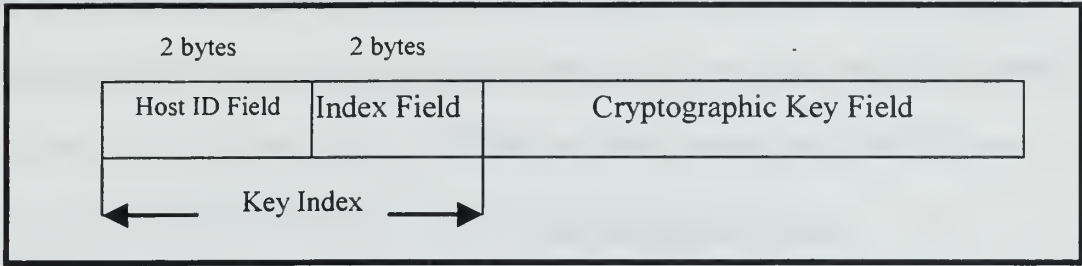 2 bytes 2 bytes
Host ID Field Index Field Cryptographic Key Field
Key Index